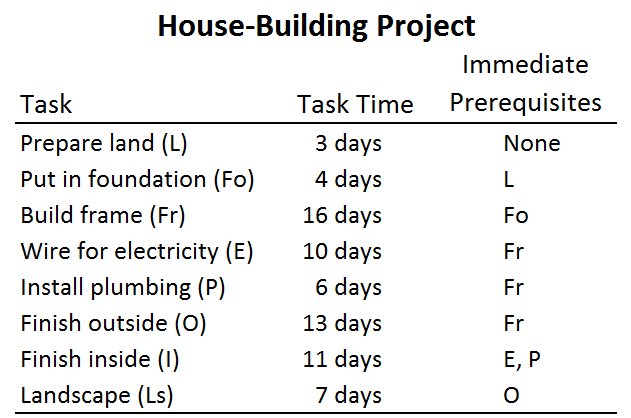 House-Building Project
Immediate
Task Task Time Prerequisites
Prepare land (L) 3 days None
Put in foundation (Fo) 4 days L
Build frame (Fr) 16 days Fo
Wire for electricity (E) 10 days Fr
Install plumbing (P) 6 days Fr
Finish outside (O) 13 days Fr
Finish inside (I) 11 days E, P
Landscape (Ls) 7 days O